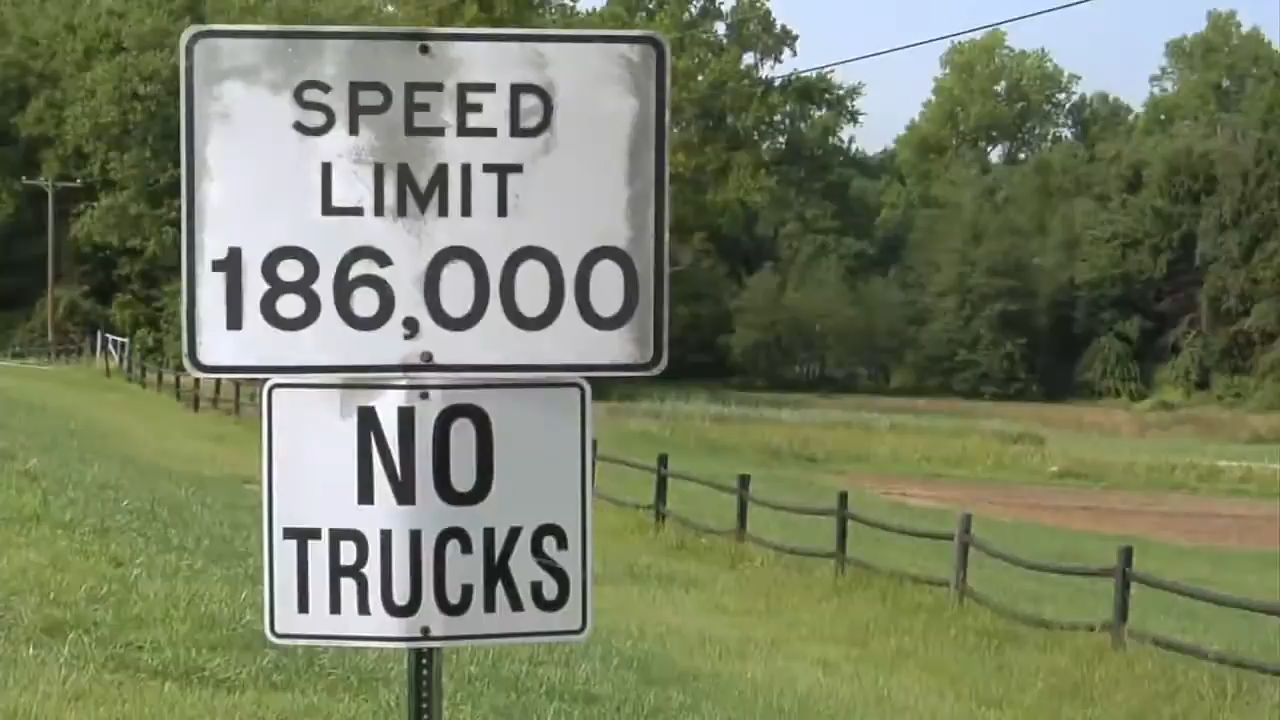 SPEED
LIMIT
186,000
NO
TRUCKS